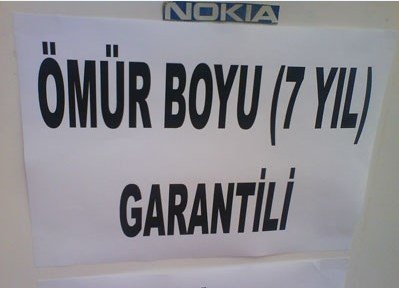 NOKIA
ÖMÜR BOYU (7 YIL)
GARANTİLİ